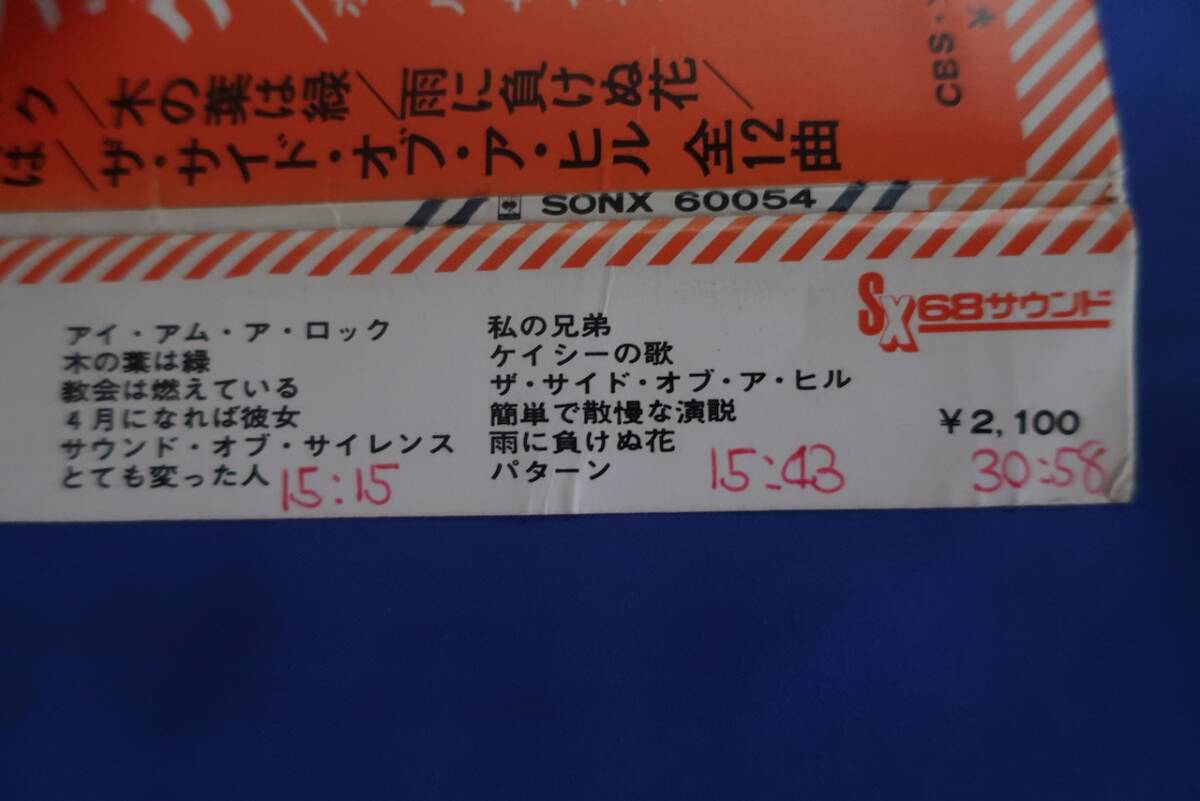 ク／木の葉は緑／雨に負けぬ花／
は／ザ・サイド・オブ・ア・ヒル 全12曲
CBS・
SONX 60054
SX68サウンド
アイ・アム・ア・ロック
木の葉は緑
教会は燃えている
4月になれば彼女
サウンド・オブ・サイレンス
とても変った人 15:15
私の兄弟
ケイシーの歌
ザ・サイド・オブ・ア・ヒル
簡単で散慢な演説
雨に負けぬ花
パターン 15:43
¥2,100
30:58